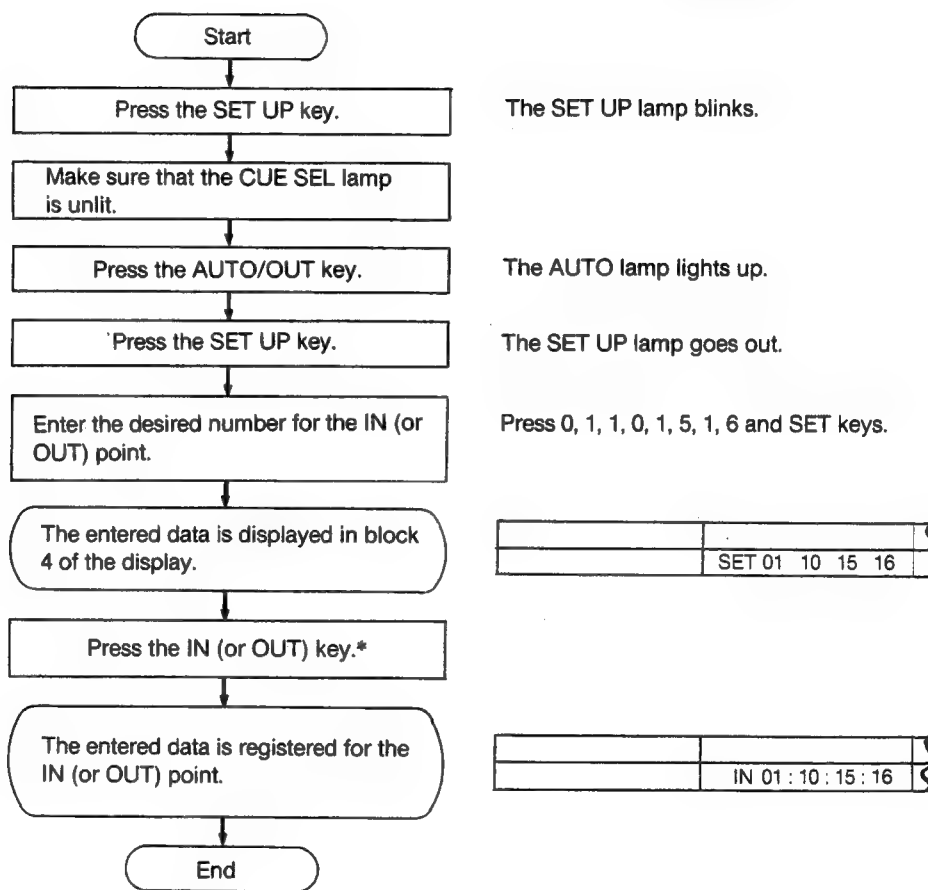 Start
Press the SET UP key.
The SET UP lamp blinks.
Make sure that the CUE SEL lamp
is unlit.
Press the AUTO/OUT key.
The AUTO lamp lights up.
Press the SET UP key.
The SET UP lamp goes out.
Enter the desired number for the IN (or
OUT) point.
Press 0, 1, 1, 0, 1, 5, 1, 6 and SET keys.
The entered data is displayed in block
4 of the display.
SET 01 10 15 16
Press the IN (or OUT) key.*
The entered data is registered for the
IN (or OUT) point.
IN 01 : 10 : 15 : 16
End